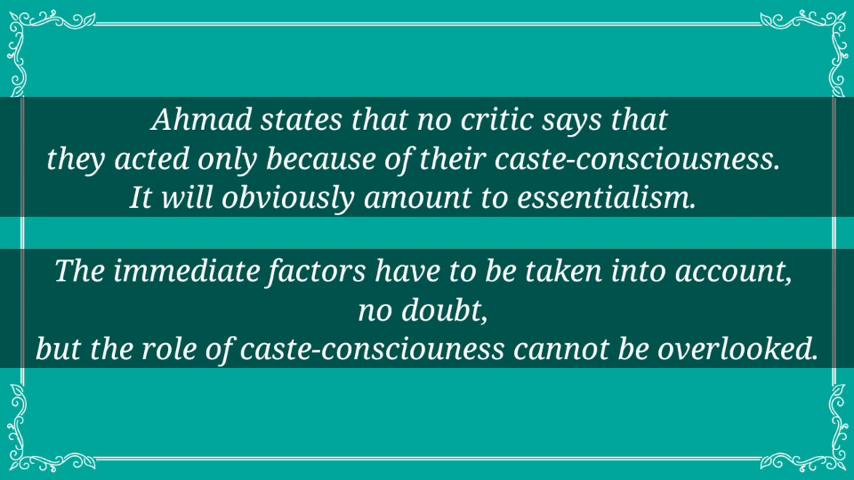 Ahmad states that no critic says that
they acted only because of their caste-consciousness.
It will obviously amount to essentialism.
The immediate factors have to be taken into account,
no doubt,
but the role of caste-consciouness cannot be overlooked.